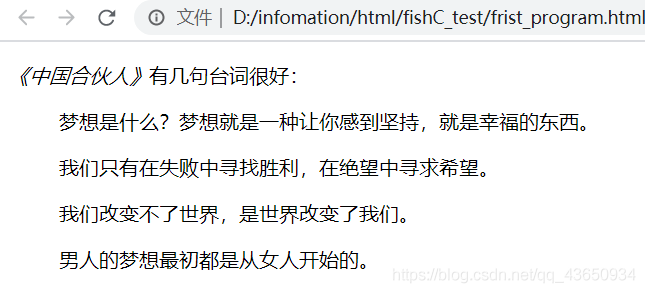 文件 | D:/infomation/html/fishC_test/frist_program.html
《中国合伙人》有几句台词很好：
梦想是什么？梦想就是一种让你感到坚持，就是幸福的东西。
我们只有在失败中寻找胜利，在绝望中寻求希望。
我们改变不了世界，是世界改变了我们。
男人的梦想最初都是从女人开始的。
https://blog.csdn.net/qq_43650934